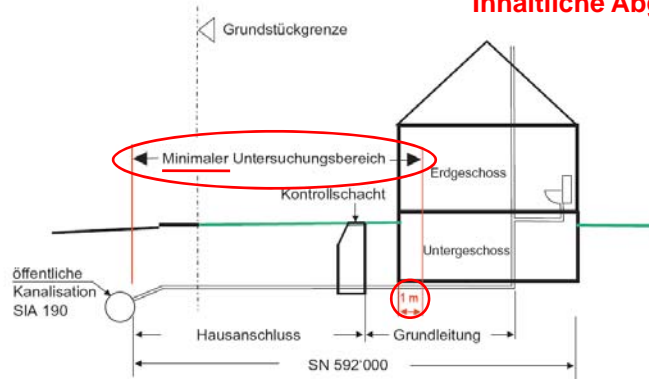 Inhaltliche Abg
Grundstückgrenze
Minimaler Untersuchungsbereich
Erdgeschoss
Kontrollschacht
Untergeschoss
öffentliche
Kanalisation
SIA 190
1 m
Hausanschluss
Grundleitung
SN 592'000